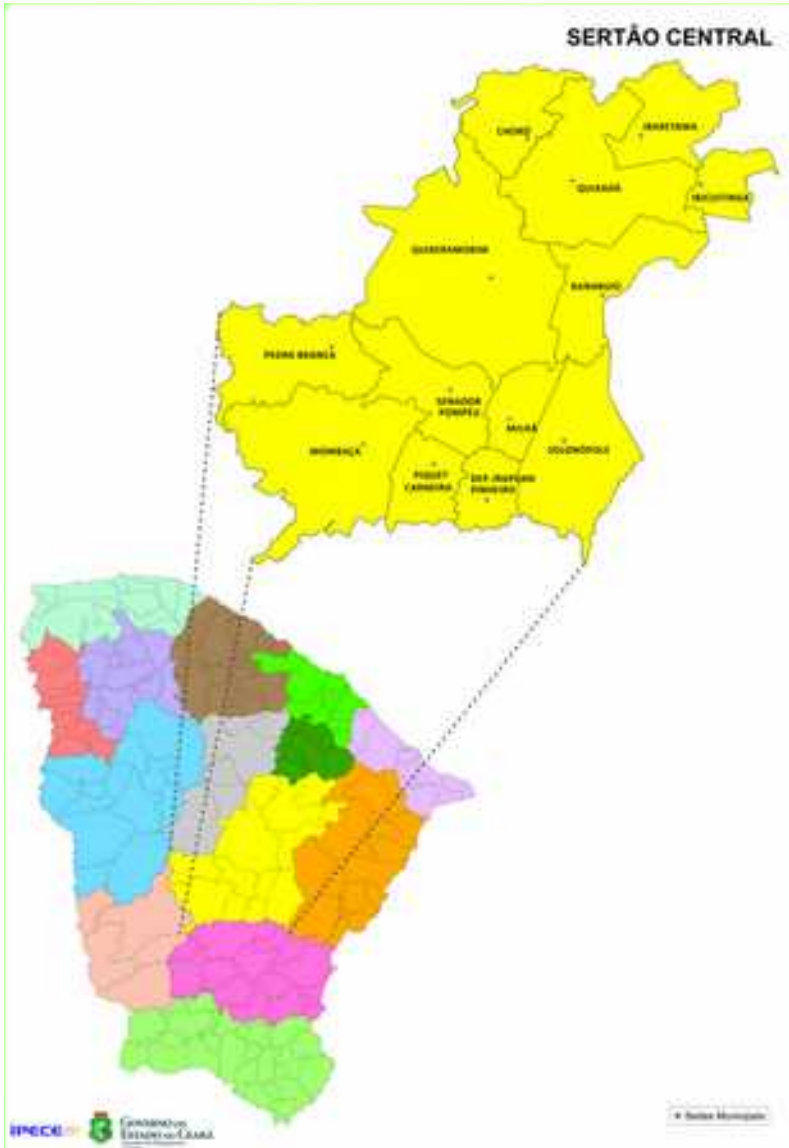 SERTÃO CENTRAL
CHORÓ
IBARETAMA
QUIXADÁ
IBICUITINGA
QUIXERAMOBIM
BANABUIÚ
PEDRA BRANCA
SENADOR
POMPEU
MILHÃ
SOLONÓPOLE
MOMBAÇA
PIQUET
CARNEIRO
DEP. IRAPUAN
PINHEIRO
IPECE
GOVERNO DO
ESTADO DO CEARÁ
Sedes Municipais